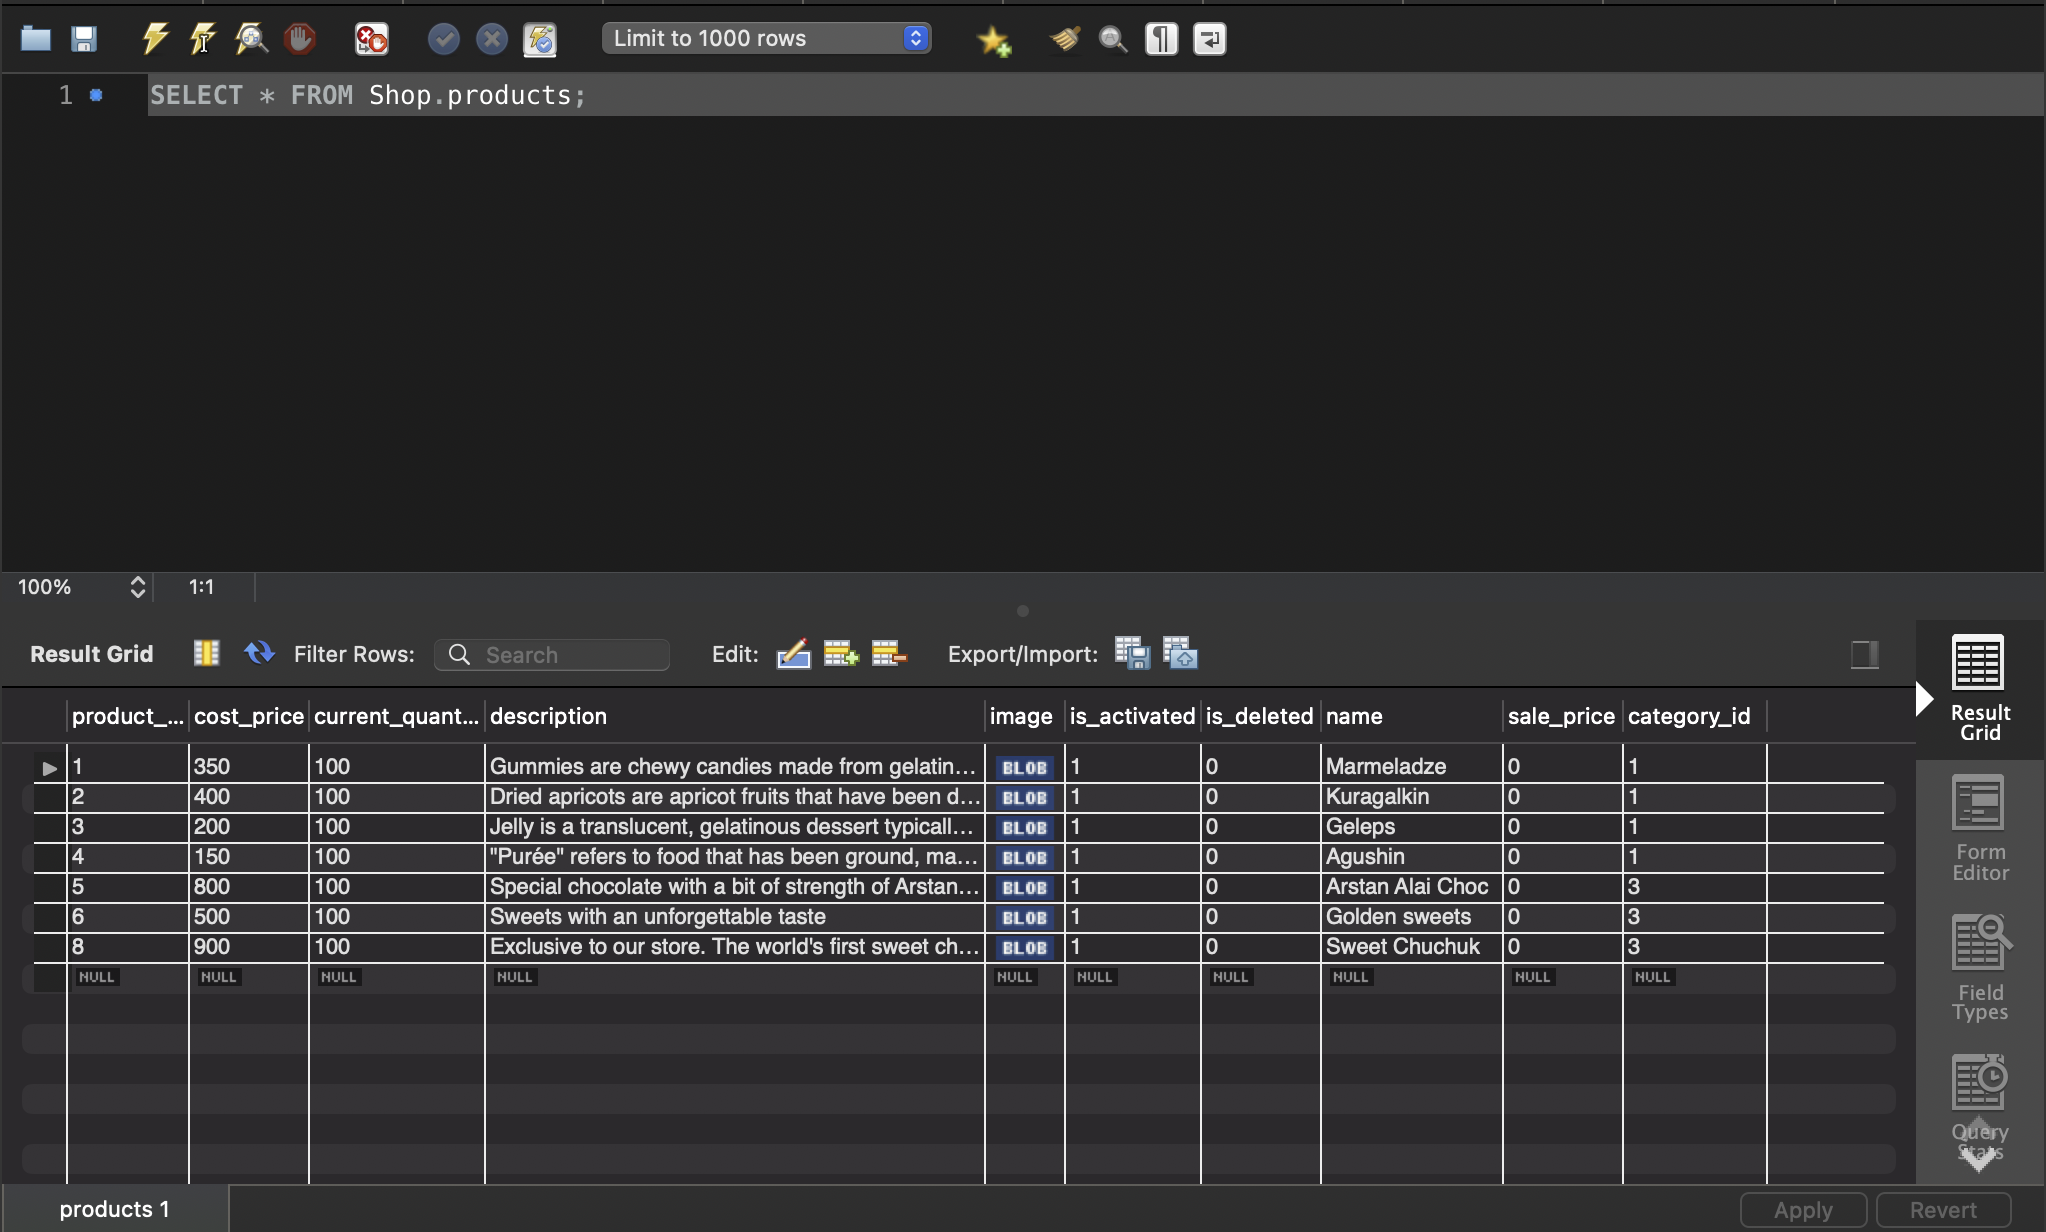 Limit to 1000 rows
1 SELECT * FROM Shop.products;
100% 1:1
Result Grid Filter Rows: Search Edit: Export/Import:
product_... cost_price current_quant... description image is_activated is_deleted name sale_price category_id
1 350 100 Gummies are chewy candies made from gelatin... BLOB 1 0 Marmeladze 0 1
2 400 100 Dried apricots are apricot fruits that have been d... BLOB 1 0 Kuragalkin 0 1
3 200 100 Jelly is a translucent, gelatinous dessert typicall... BLOB 1 0 Geleps 0 1
4 150 100 "Purée" refers to food that has been ground, ma... BLOB 1 0 Agushin 0 1
5 800 100 Special chocolate with a bit of strength of Arstan... BLOB 1 0 Arstan Alai Choc 0 3
6 500 100 Sweets with an unforgettable taste BLOB 1 0 Golden sweets 0 3
8 900 100 Exclusive to our store. The world's first sweet ch... BLOB 1 0 Sweet Chuchuk 0 3
NULL NULL NULL NULL NULL NULL NULL NULL NULL NULL
Result
Grid
Form
Editor
Field
Types
Query
Stats
products 1 Apply Revert